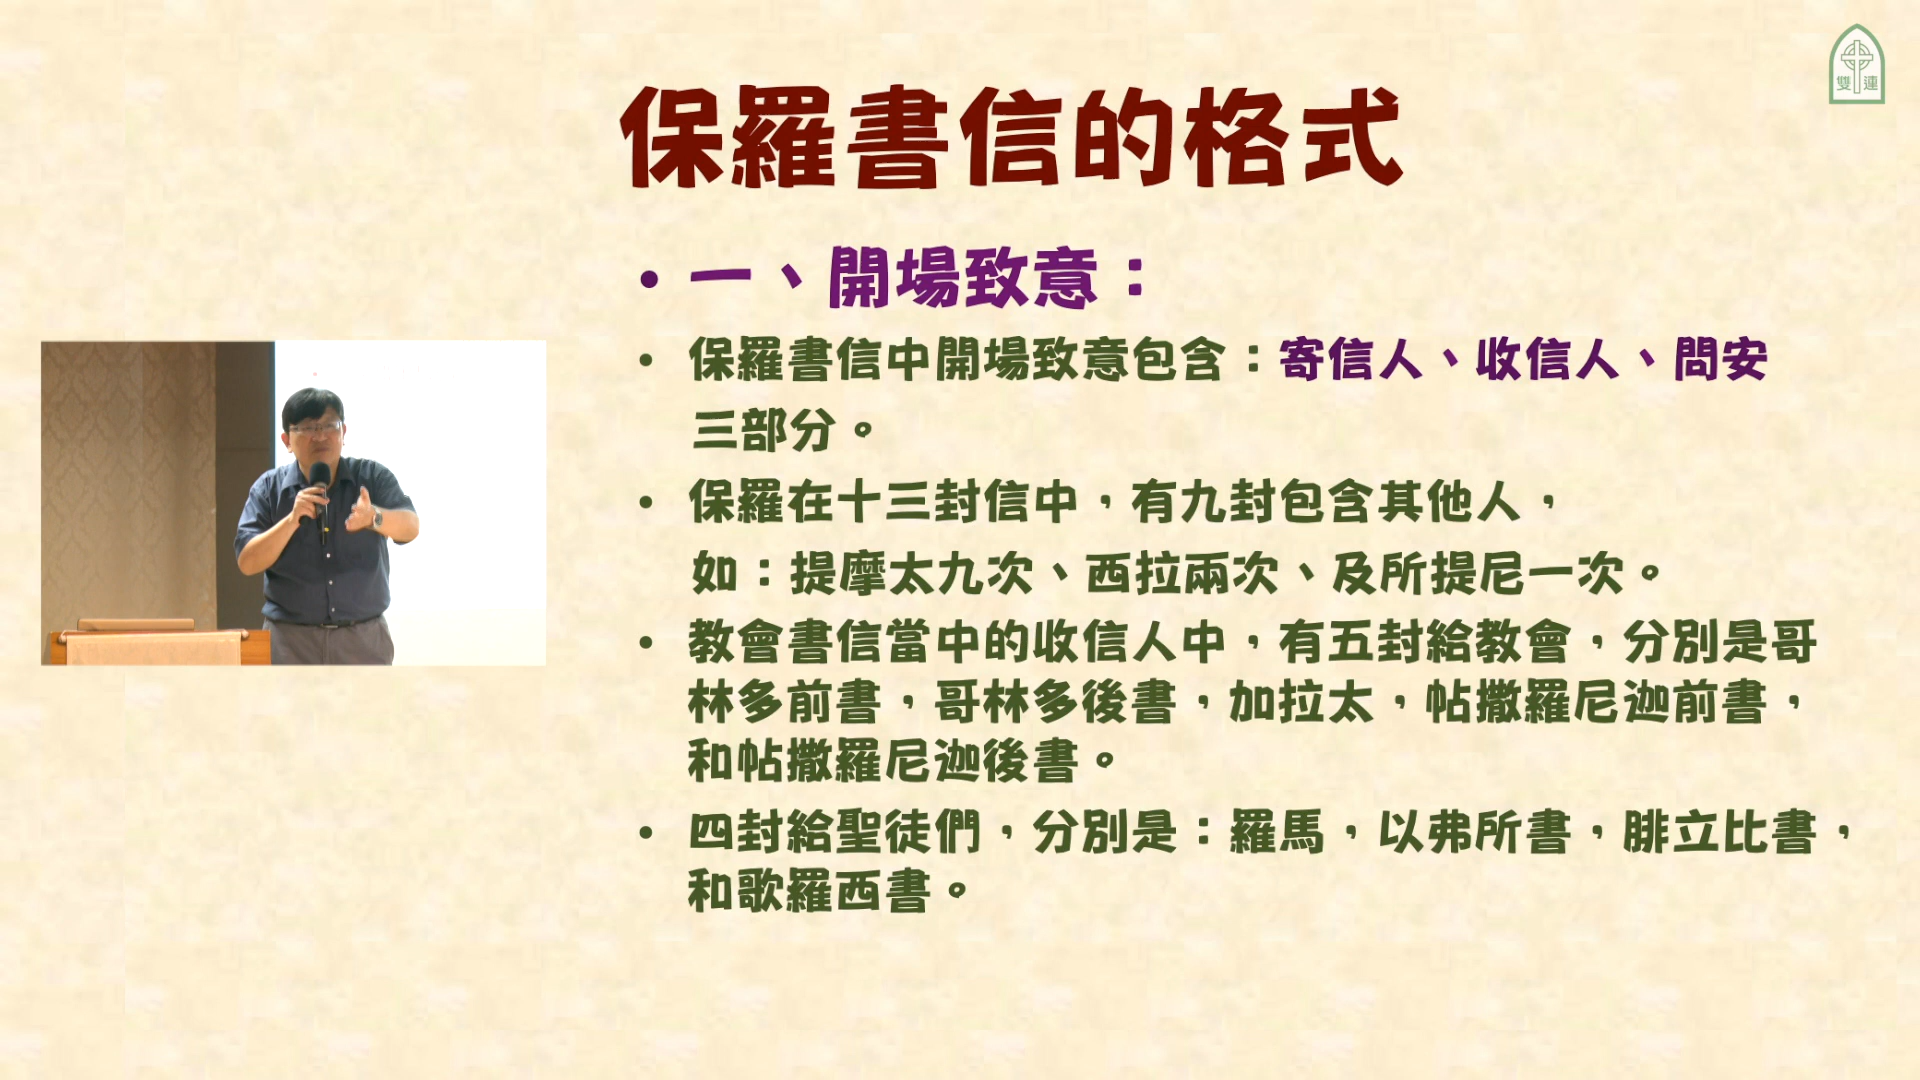 雙連
保羅書信的格式
• 一、開場致意：
• 保羅書信中開場致意包含：寄信人、收信人、問安
三部分。
• 保羅在十三封信中，有九封包含其他人，
如：提摩太九次、西拉兩次、及所提尼一次。
• 教會書信當中的收信人中，有五封給教會，分別是哥
林多前書，哥林多後書，加拉太，帖撒羅尼迦前書，
和帖撒羅尼迦後書。
• 四封給聖徒們，分別是：羅馬，以弗所書，腓立比書，
和歌羅西書。